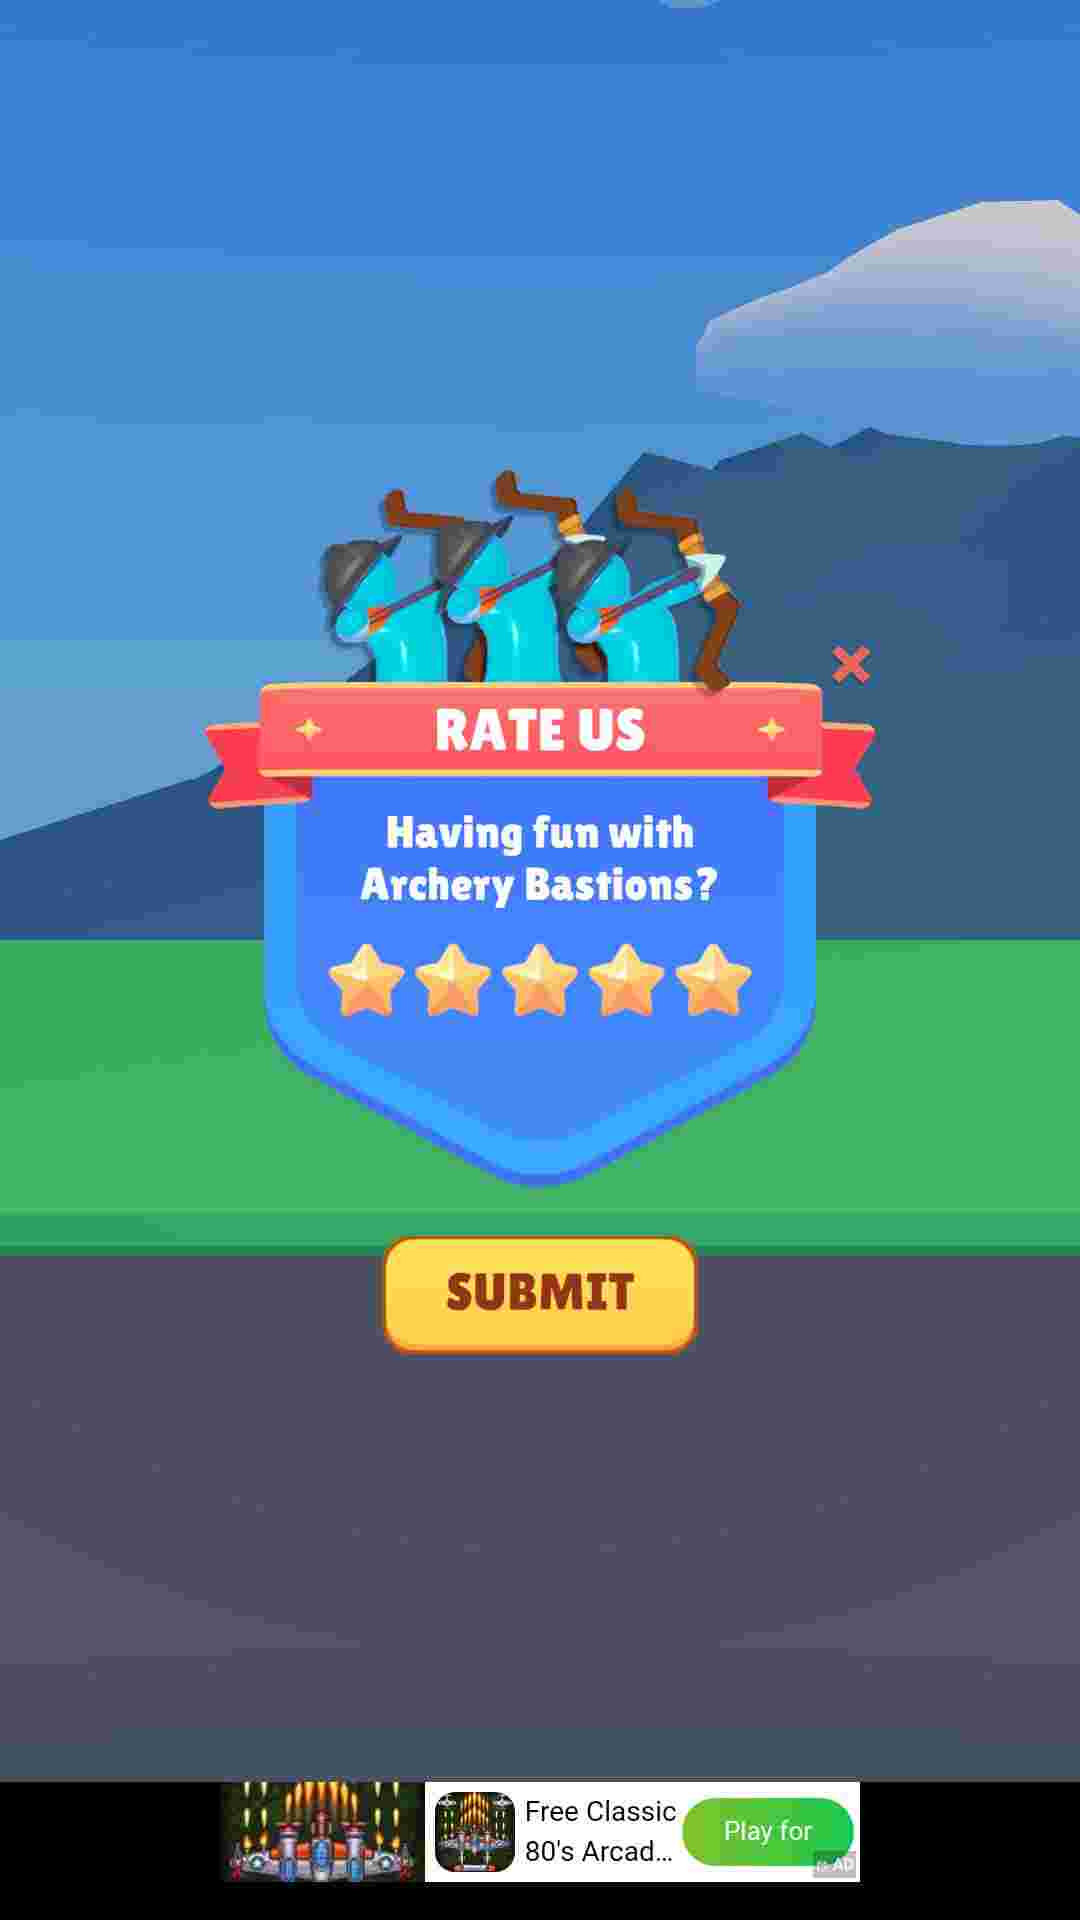 RATE US
Having fun with
Archery Bastions?
SUBMIT
Free Classic
80's Arcad...
Play for
AD